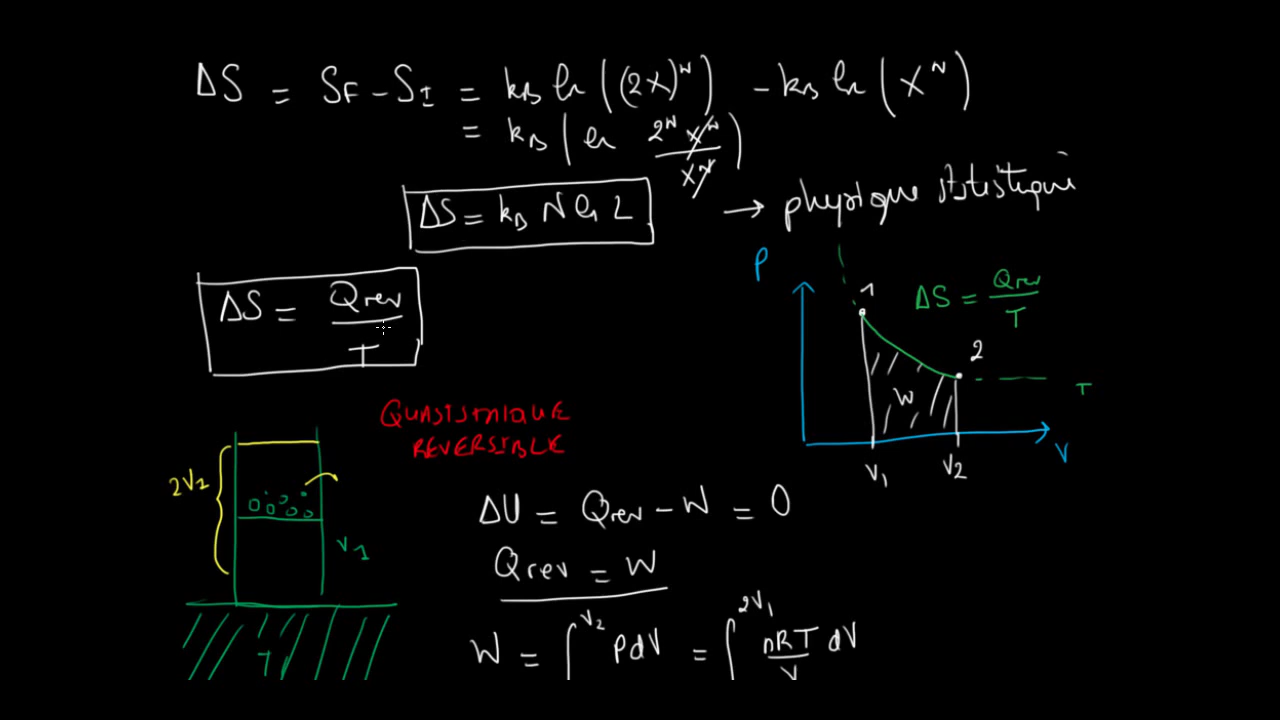 ΔS = SF - SI = kB ln((2X)^N) - kB ln(X^N)
= kB (ln 2^N X^N / X^N)
ΔS = kB N ln 2 → physique statistique
ΔS = Qrev / T
P
1
ΔS = Qrev / T
2
W
T
V1
V2
V
QUASISTATIQUE
REVERSIBLE
2V1
V1
T
ΔU = Qrev - W = 0
Qrev = W
W = ∫^V2 PdV = ∫^2V1 nRT/V dV